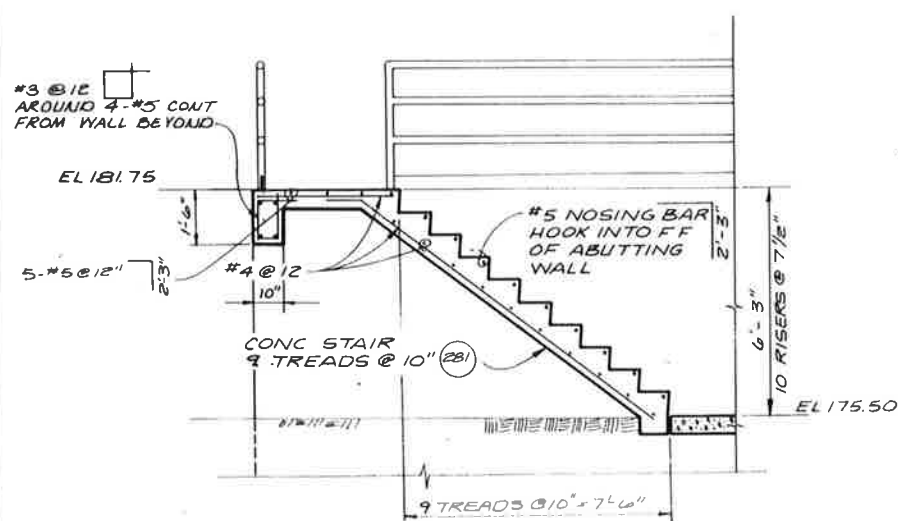 #3 @ 12
AROUND 4-#5 CONT
FROM WALL BEYOND
EL 181.75
1'-6"
5-#5 @ 12"
2'-3"
10"
#4 @ 12
#5 NOSING BAR
HOOK INTO FF
OF ABUTTING
WALL
2'-3"
6'-3"
10 RISERS @ 7 1/2"
CONC STAIR
9 TREADS @ 10" 281
EL 175.50
9 TREADS @ 10" = 7'-6"